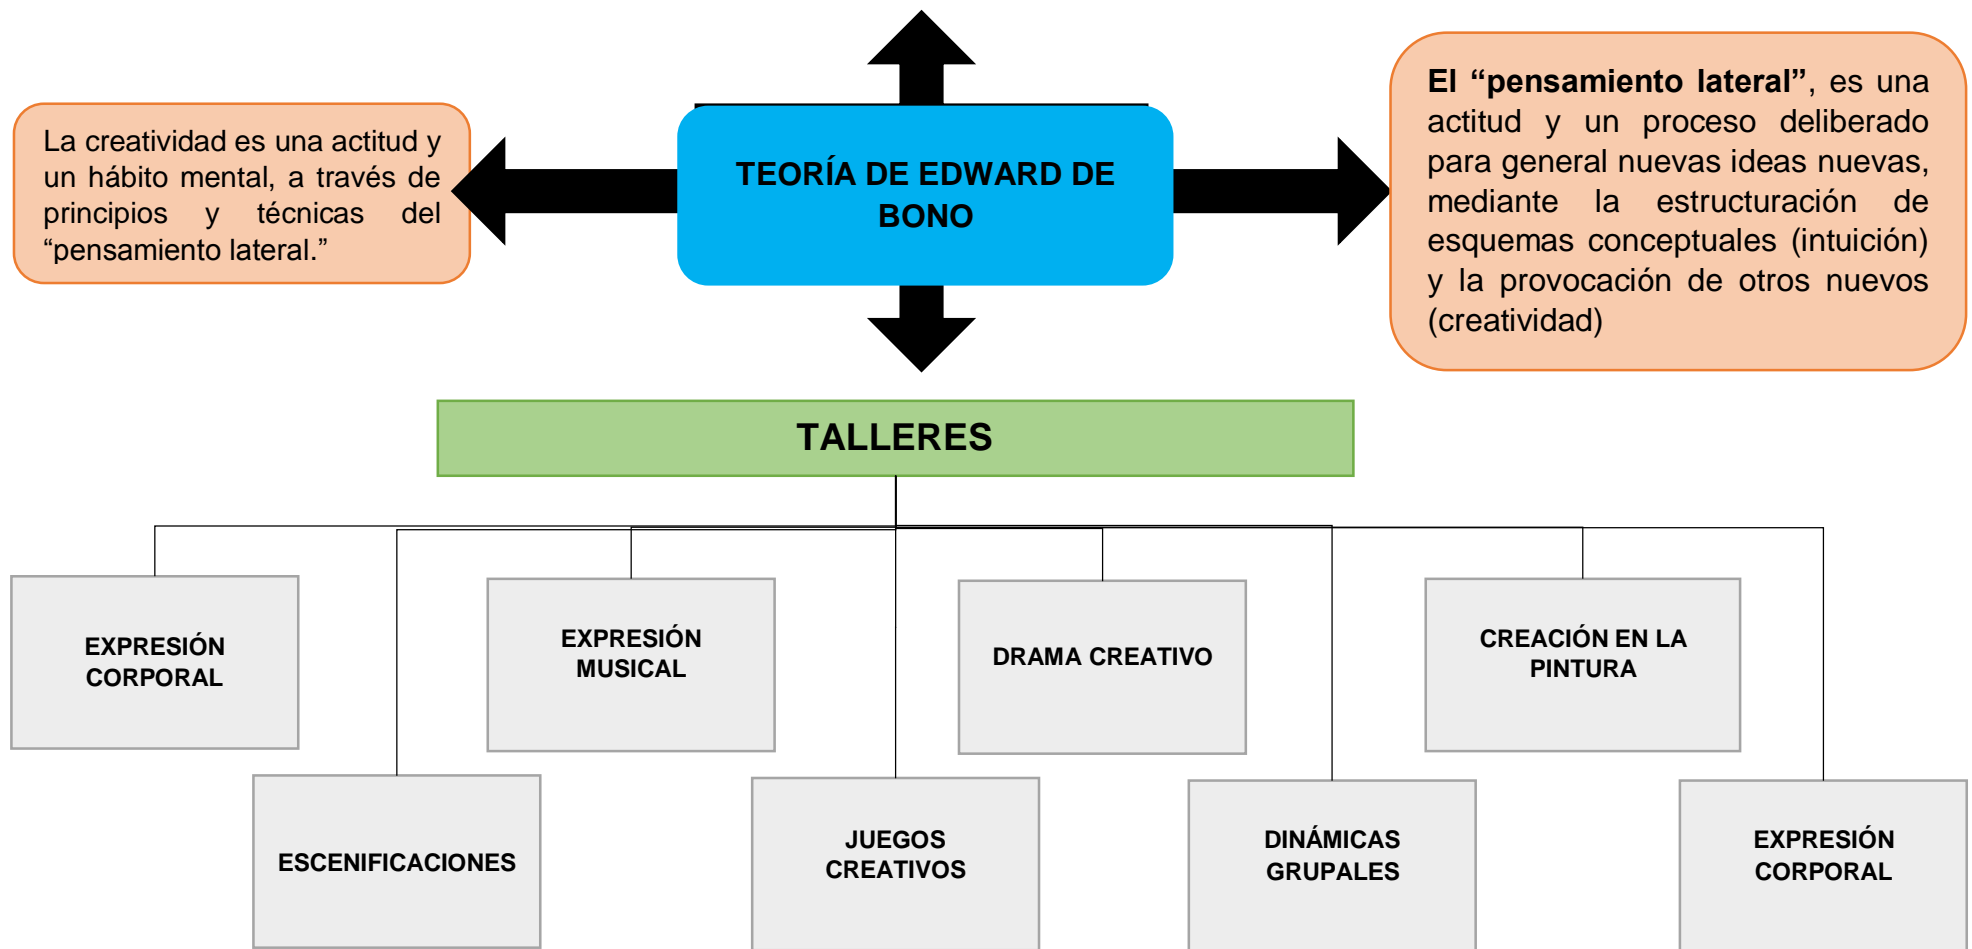 La creatividad es una actitud y
un hábito mental, a través de
principios y técnicas del
“pensamiento lateral.”
TEORÍA DE EDWARD DE
BONO
El “pensamiento lateral”, es una
actitud y un proceso deliberado
para general nuevas ideas nuevas,
mediante la estructuración de
esquemas conceptuales (intuición)
y la provocación de otros nuevos
(creatividad)
TALLERES
EXPRESIÓN
CORPORAL
EXPRESIÓN
MUSICAL
DRAMA CREATIVO
CREACIÓN EN LA
PINTURA
ESCENIFICACIONES
JUEGOS
CREATIVOS
DINÁMICAS
GRUPALES
EXPRESIÓN
CORPORAL